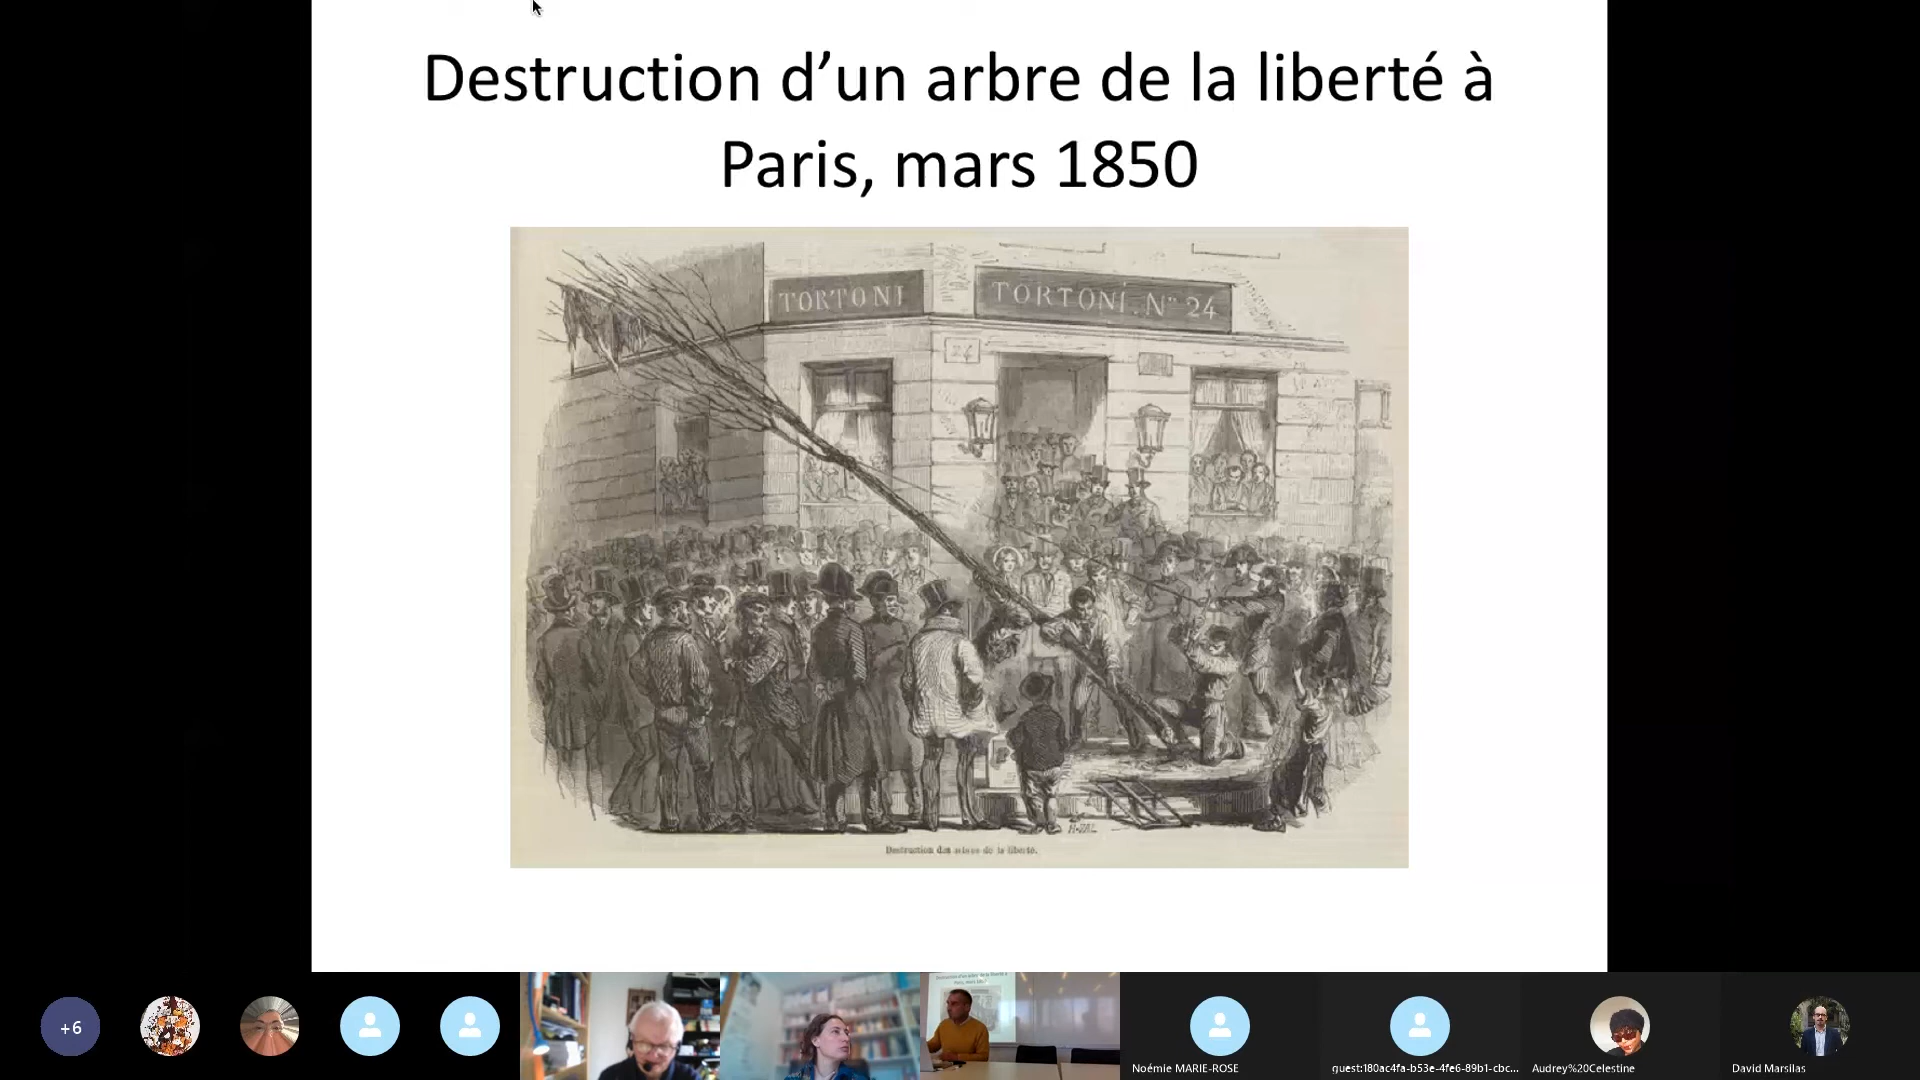 Destruction d’un arbre de la liberté à
Paris, mars 1850
TORTONI
TORTONI. Nº 24
24
Destruction des arbres de la liberté.
+6
Noémie MARIE-ROSE
guest:180ac4fa-b53e-4fe6-89b1-cbc...
Audrey%20Celestine
David Marsilas